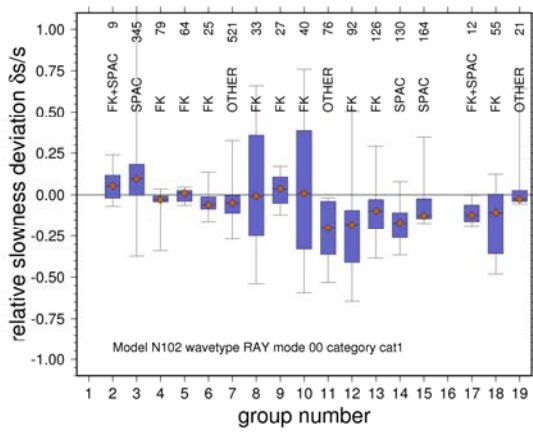 9 345 79 64 25 521 33 27 40 76 92 126 130 164 12 55 21
FK+SPAC SPAC FK FK FK OTHER FK FK FK OTHER FK FK SPAC SPAC FK+SPAC FK OTHER
1.00
0.75
0.50
0.25
0.00
-0.25
-0.50
-0.75
-1.00
relative slowness deviation δs/s
Model N102 wavetype RAY mode 00 category cat1
1 2 3 4 5 6 7 8 9 10 11 12 13 14 15 16 17 18 19
group number